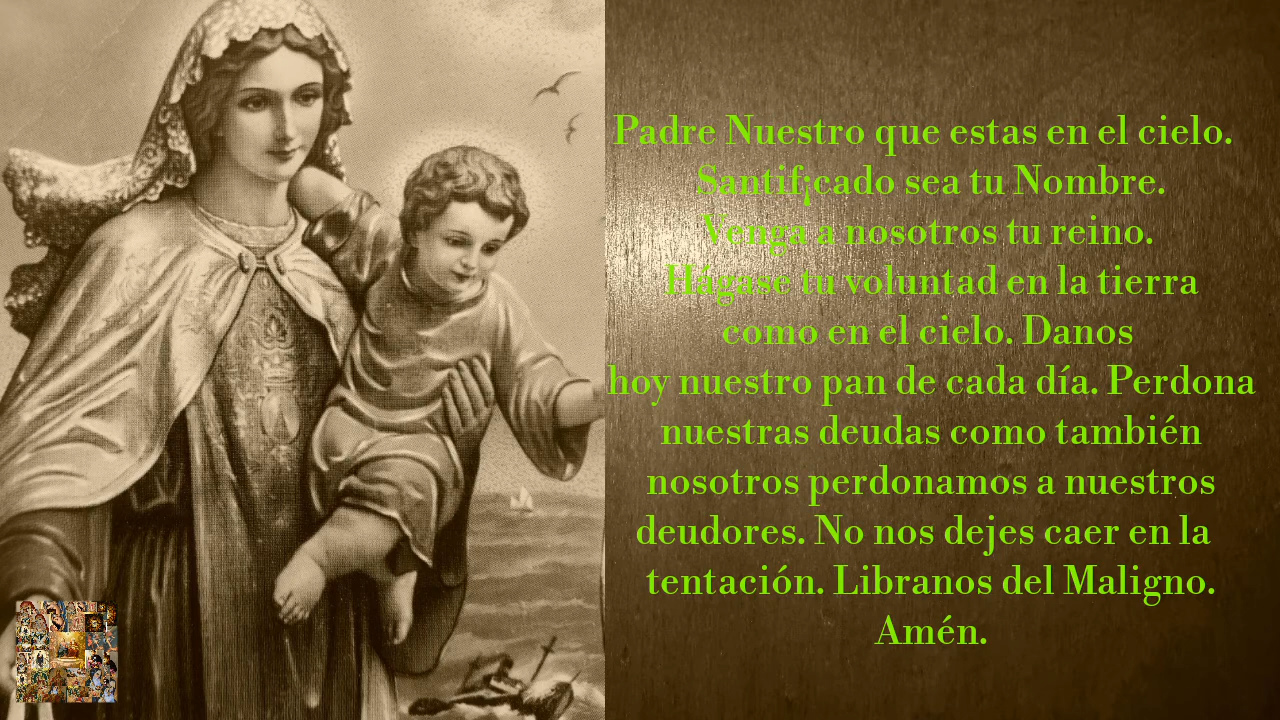 Padre Nuestro que estas en el cielo.
Santif¡cado sea tu Nombre.
Venga a nosotros tu reino.
Hágase tu voluntad en la tierra
como en el cielo. Danos
hoy nuestro pan de cada día. Perdona
nuestras deudas como también
nosotros perdonamos a nuestros
deudores. No nos dejes caer en la
tentación. Libranos del Maligno.
Amén.